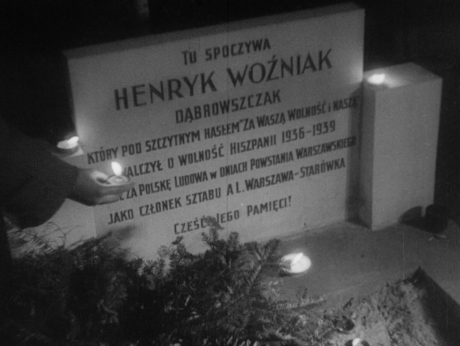 TU SPOCZYWA
HENRYK WOŹNIAK
DĄBROWSZCZAK
KTÓRY POD SZCZYTNYM HASŁEM "ZA WASZĄ WOLNOŚĆ I NASZĄ
WALCZYŁ O WOLNOŚĆ HISZPANII 1936-1939
ZA POLSKĘ LUDOWĄ W DNIACH POWSTANIA WARSZAWSKIEGO
JAKO CZŁONEK SZTABU A L. WARSZAWA-STARÓWKA
CZEŚĆ JEGO PAMIĘCI!